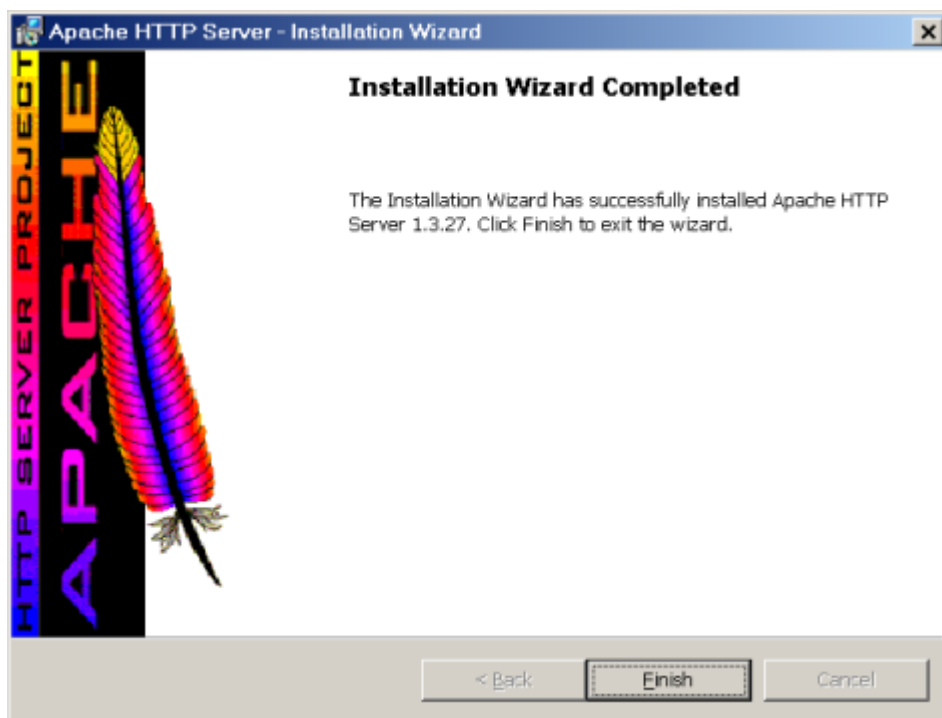 Apache HTTP Server - Installation Wizard
HTTP SERVER PROJECT
APACHE
Installation Wizard Completed
The Installation Wizard has successfully installed Apache HTTP
Server 1.3.27. Click Finish to exit the wizard.
< Back
Finish
Cancel